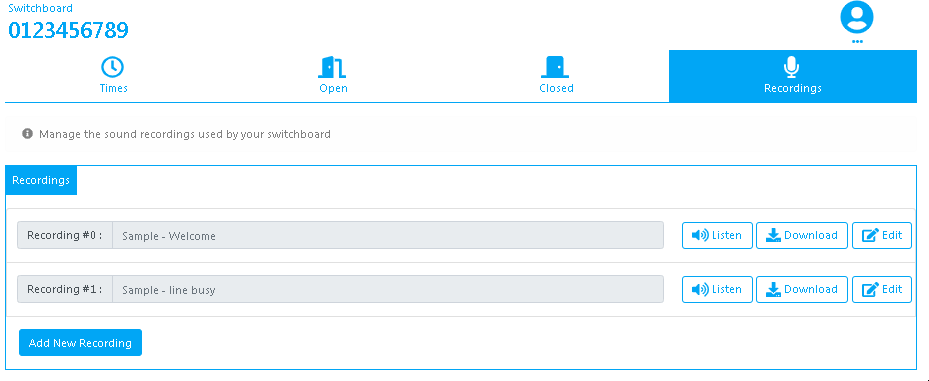 Switchboard
0123456789
Times
Open
Closed
Recordings
Manage the sound recordings used by your switchboard
Recordings
Recording #0 : Sample - Welcome Listen Download Edit
Recording #1 : Sample - line busy Listen Download Edit
Add New Recording